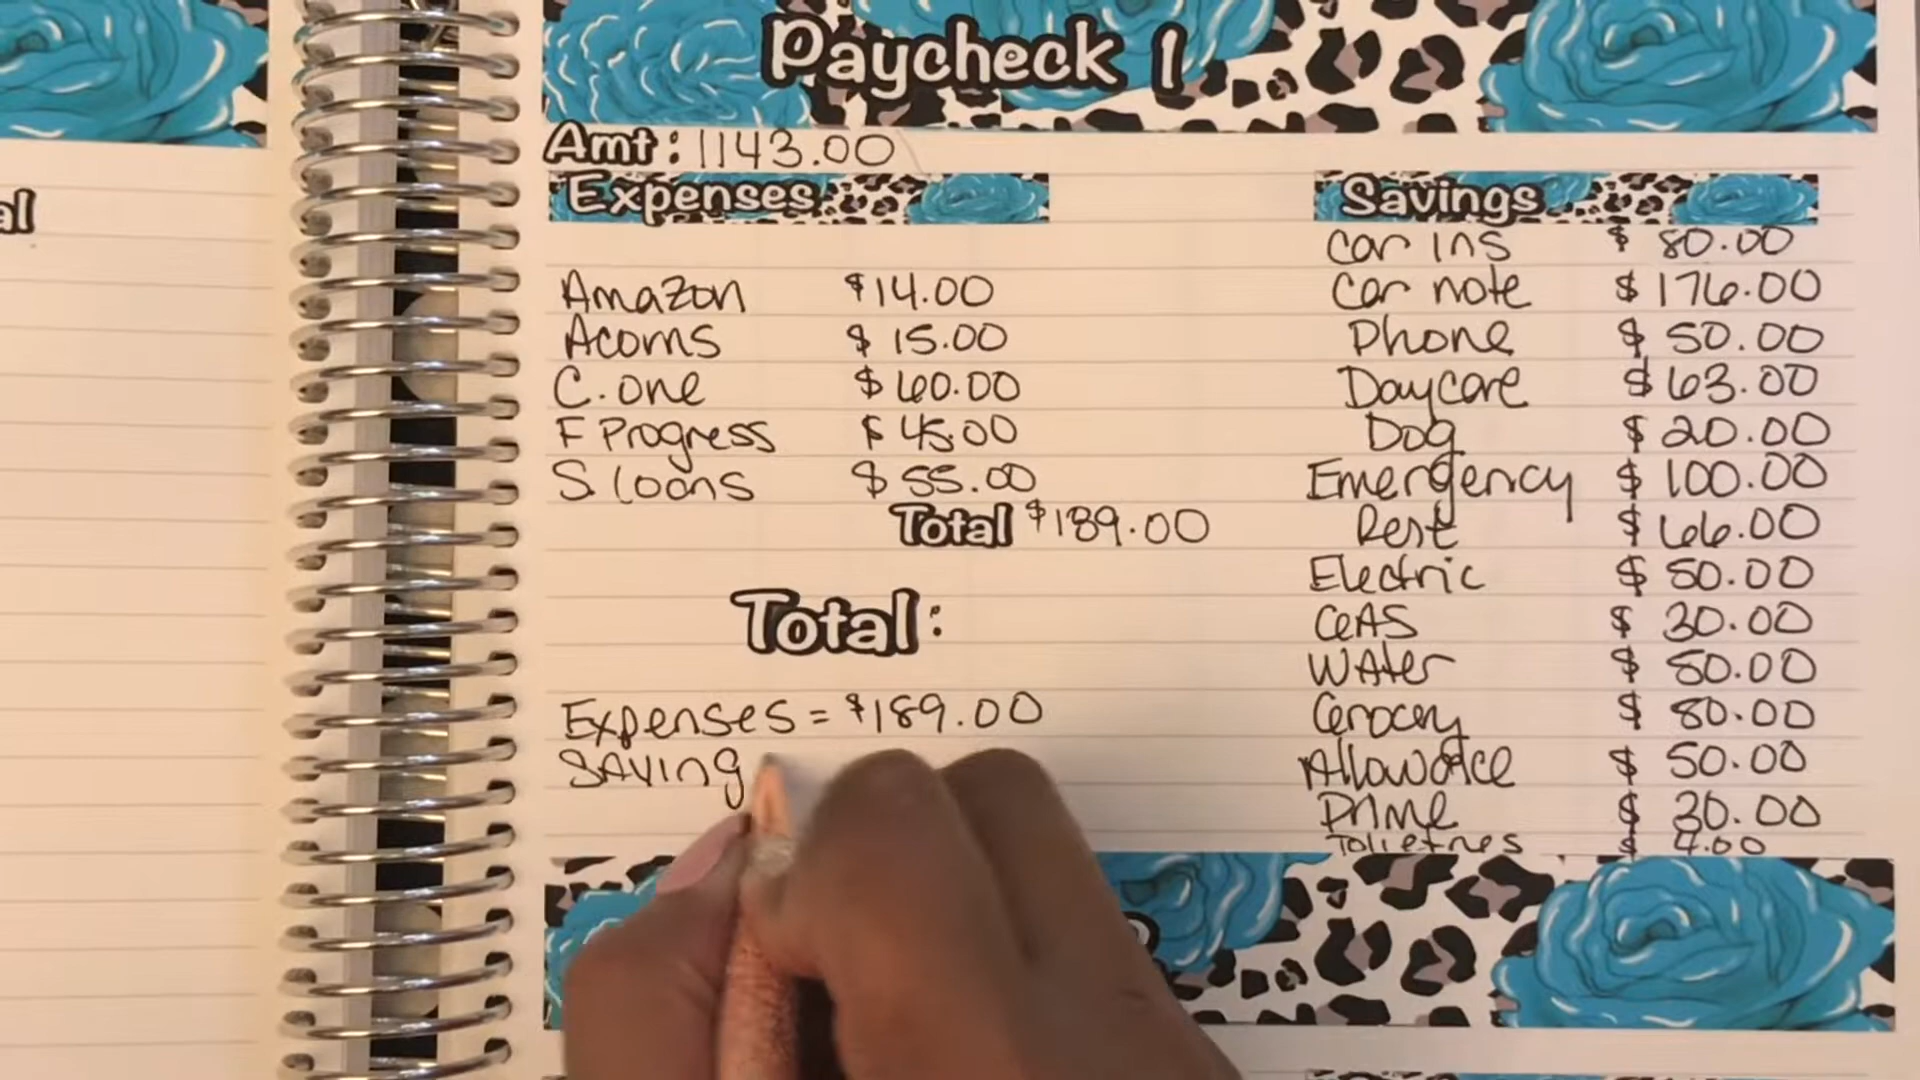 al
Paycheck 1
Amt: 1143.00
Expenses
Amazon $14.00
Acorns $15.00
C. one $60.00
F Progress $45.00
S. loans $55.00
Total $189.00
Total:
Expenses = $189.00
Saving
Savings
Car ins $ 80.00
Car note $176.00
Phone $ 50.00
Daycare $63.00
Dog $20.00
Emergency $100.00
Rent $66.00
Electric $50.00
GAS $ 30.00
WAter $ 80.00
Grocery $ 80.00
Allowance $ 50.00
$ 4.00